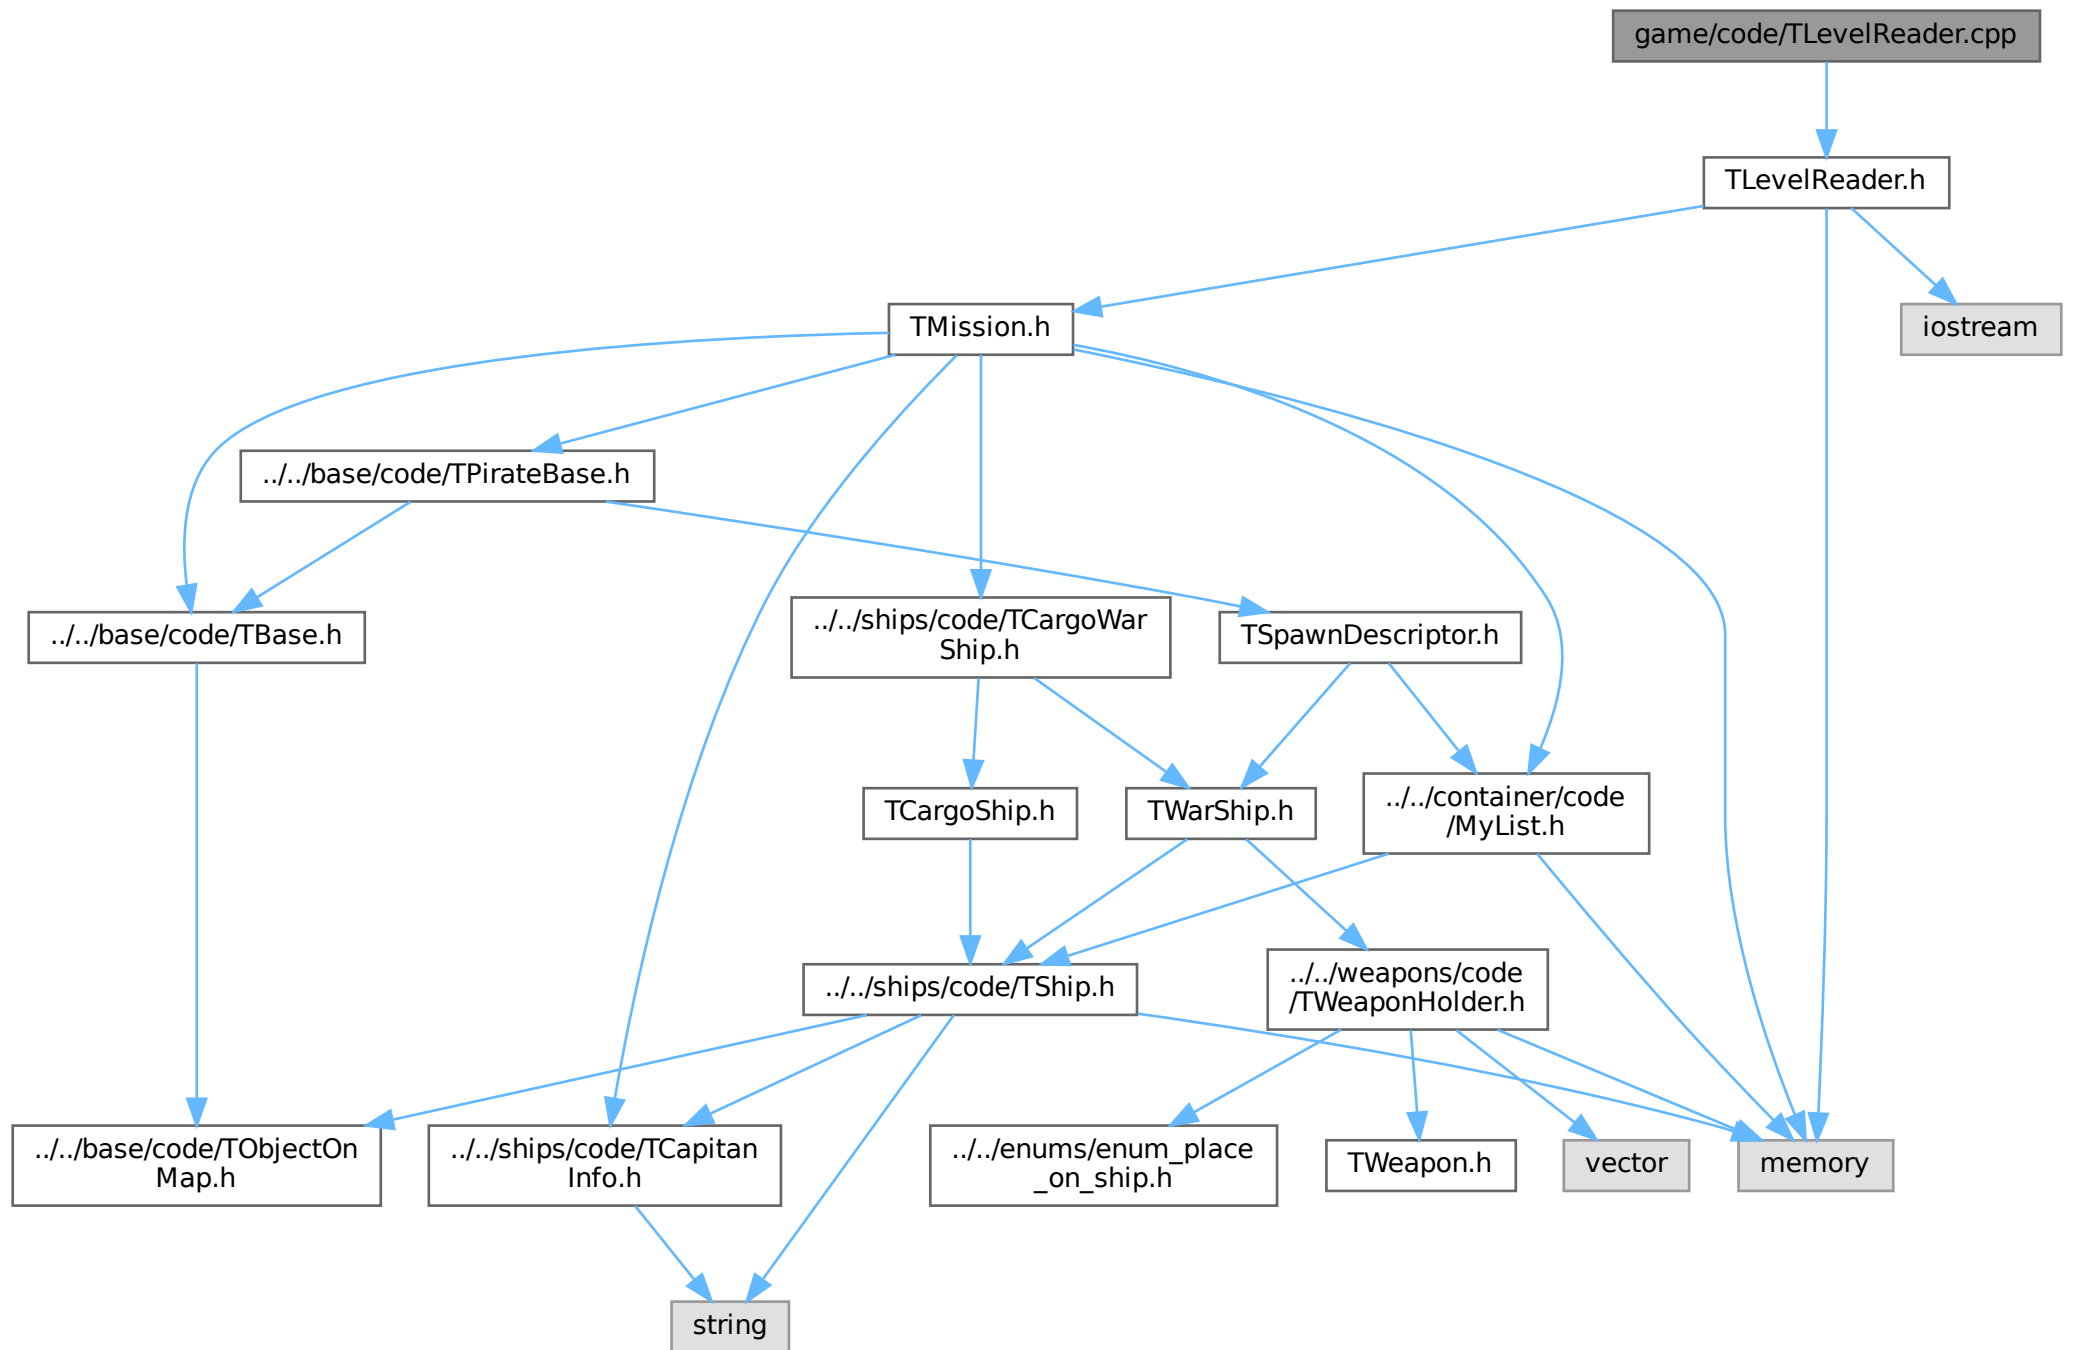 game/code/TLevelReader.cpp
TLevelReader.h
TMission.h
iostream
../../base/code/TPirateBase.h
../../base/code/TBase.h
../../ships/code/TCargoWar
Ship.h
TSpawnDescriptor.h
TCargoShip.h
TWarShip.h
../../container/code
/MyList.h
../../ships/code/TShip.h
../../weapons/code
/TWeaponHolder.h
../../base/code/TObjectOn
Map.h
../../ships/code/TCapitan
Info.h
../../enums/enum_place
_on_ship.h
TWeapon.h
vector
memory
string